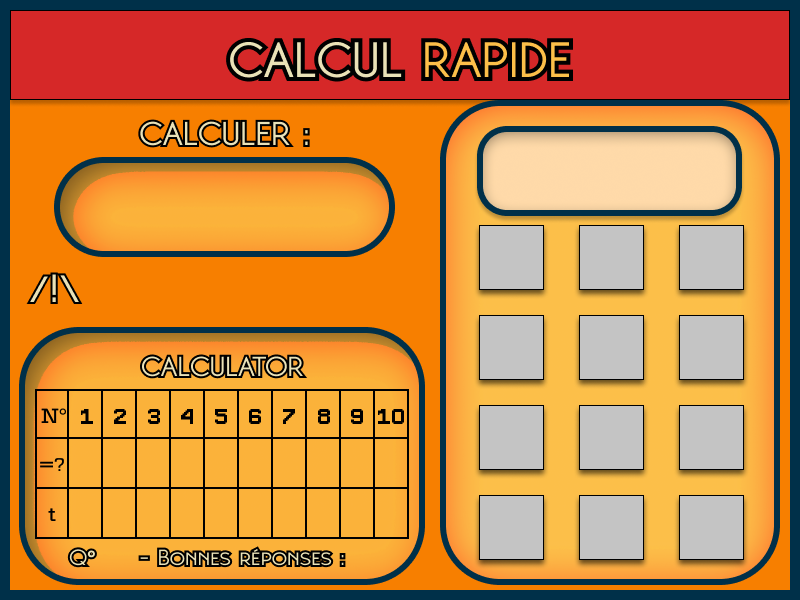 CALCUL RAPIDE
CALCULER :
/!\
CALCULATOR
N° 1 2 3 4 5 6 7 8 9 10
=?
t
Q° - BONNES RÉPONSES :